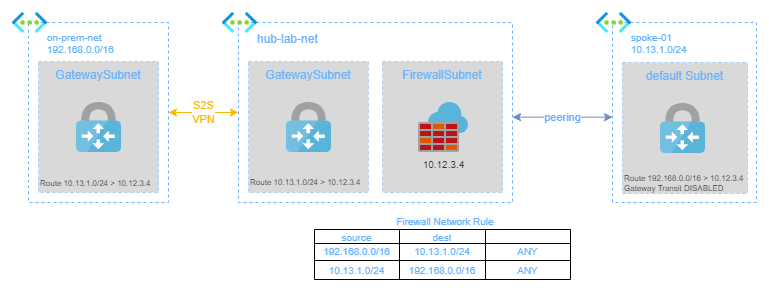 on-prem-net
192.168.0.0/16
GatewaySubnet
Route 10.13.1.0/24 > 10.12.3.4
S2S
VPN
hub-lab-net
GatewaySubnet
Route 10.13.1.0/24 > 10.12.3.4
FirewallSubnet
10.12.3.4
peering
spoke-01
10.13.1.0/24
default Subnet
Route 192.168.0.0/16 > 10.12.3.4
Gateway Transit DISABLED
Firewall Network Rule
source dest
192.168.0.0/16 10.13.1.0/24 ANY
10.13.1.0/24 192.168.0.0/16 ANY